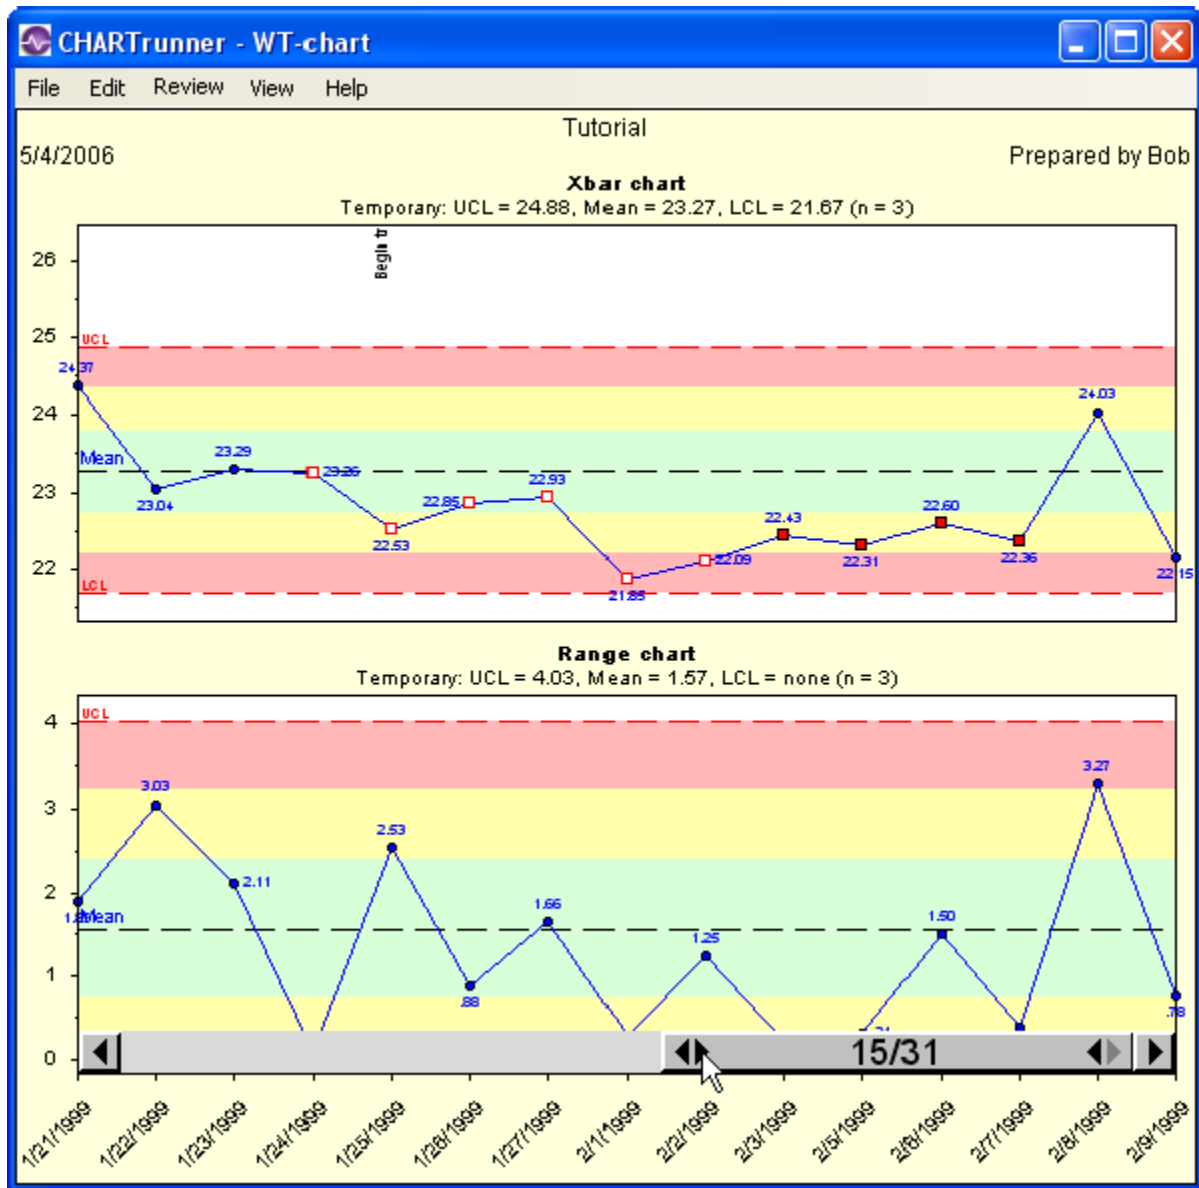 CHARTrunner - WT-chart
File Edit Review View Help
Tutorial
5/4/2006 Prepared by Bob
Xbar chart
Temporary: UCL = 24.88, Mean = 23.27, LCL = 21.67 (n = 3)
Begin tr
26
25
24
23
22
UCL
Mean
LCL
24.37
23.04
23.29
23.26
22.53
22.85
22.93
21.85
22.09
22.43
22.31
22.60
22.36
24.03
22.15
Range chart
Temporary: UCL = 4.03, Mean = 1.57, LCL = none (n = 3)
4
3
2
1
0
UCL
Mean
3.03
2.11
2.53
.88
1.66
1.25
1.50
3.27
.78
15/31
1/21/1999 1/22/1999 1/23/1999 1/24/1999 1/25/1999 1/26/1999 1/27/1999 2/1/1999 2/2/1999 2/3/1999 2/5/1999 2/6/1999 2/7/1999 2/8/1999 2/9/1999